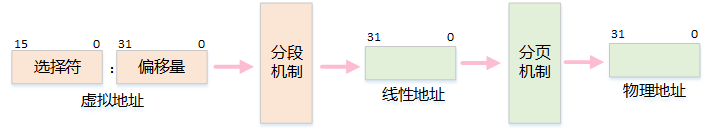 15 0 31 0
选择符 : 偏移量
虚拟地址
分段
机制
31 0
线性地址
分页
机制
31 0
物理地址